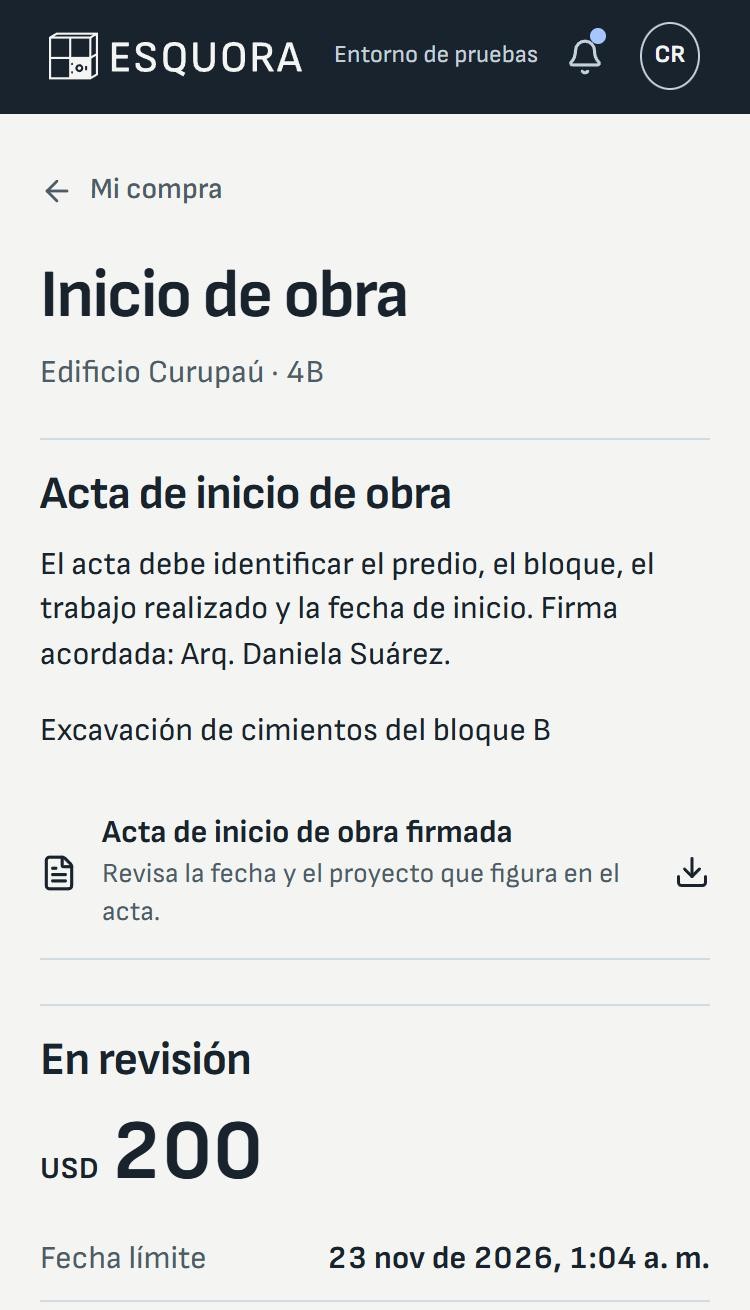 ESQUORA
Entorno de pruebas
CR
Mi compra
Inicio de obra
Edificio Curupaú · 4B
Acta de inicio de obra
El acta debe identificar el predio, el bloque, el
trabajo realizado y la fecha de inicio. Firma
acordada: Arq. Daniela Suárez.
Excavación de cimientos del bloque B
Acta de inicio de obra firmada
Revisa la fecha y el proyecto que figura en el
acta.
En revisión
USD 200
Fecha límite 23 nov de 2026, 1:04 a. m.